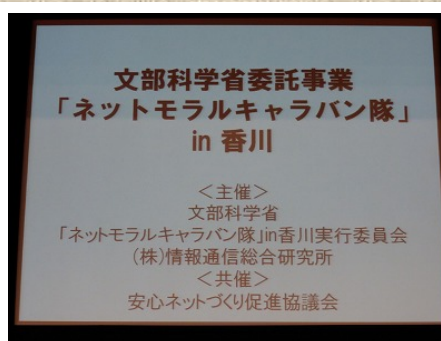 文部科学省委託事業
「ネットモラルキャラバン隊」
in 香川
＜主催＞
文部科学省
「ネットモラルキャラバン隊」in香川実行委員会
(株)情報通信総合研究所
＜共催＞
安心ネットづくり促進協議会